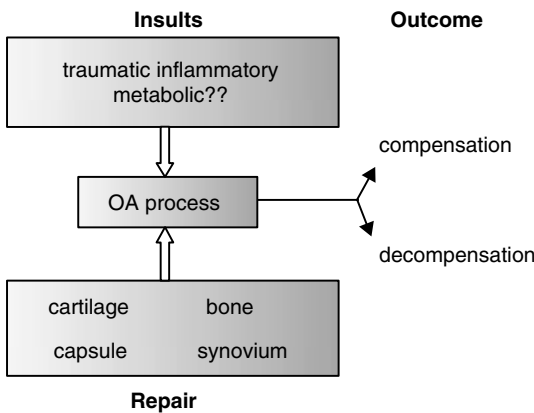 Insults
Outcome
traumatic inflammatory
metabolic??
compensation
OA process
decompensation
cartilage bone
capsule synovium
Repair